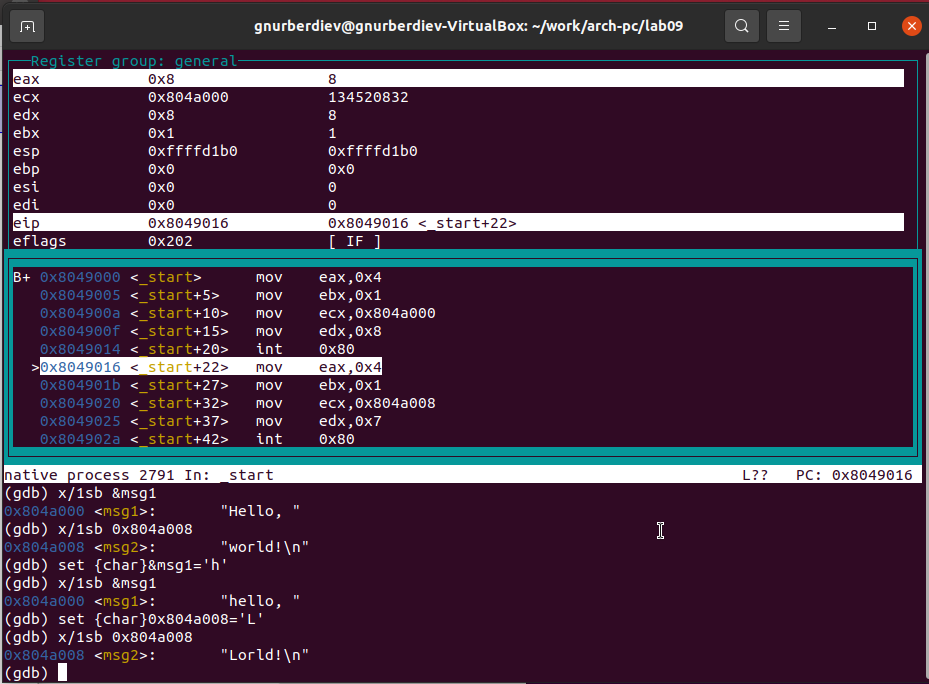 gnurberdiev@gnurberdiev-VirtualBox: ~/work/arch-pc/lab09
Register group: general
eax 0x8 8
ecx 0x804a000 134520832
edx 0x8 8
ebx 0x1 1
esp 0xffffd1b0 0xffffd1b0
ebp 0x0 0x0
esi 0x0 0
edi 0x0 0
eip 0x8049016 0x8049016 <_start+22>
eflags 0x202 [ IF ]
B+ 0x8049000 <_start> mov eax,0x4
0x8049005 <_start+5> mov ebx,0x1
0x804900a <_start+10> mov ecx,0x804a000
0x804900f <_start+15> mov edx,0x8
0x8049014 <_start+20> int 0x80
>0x8049016 <_start+22> mov eax,0x4
0x804901b <_start+27> mov ebx,0x1
0x8049020 <_start+32> mov ecx,0x804a008
0x8049025 <_start+37> mov edx,0x7
0x804902a <_start+42> int 0x80
native process 2791 In: _start L?? PC: 0x8049016
(gdb) x/1sb &msg1
0x804a000 <msg1>: "Hello, "
(gdb) x/1sb 0x804a008
0x804a008 <msg2>: "world!\n"
(gdb) set {char}&msg1='h'
(gdb) x/1sb &msg1
0x804a000 <msg1>: "hello, "
(gdb) set {char}0x804a008='L'
(gdb) x/1sb 0x804a008
0x804a008 <msg2>: "Lorld!\n"
(gdb)